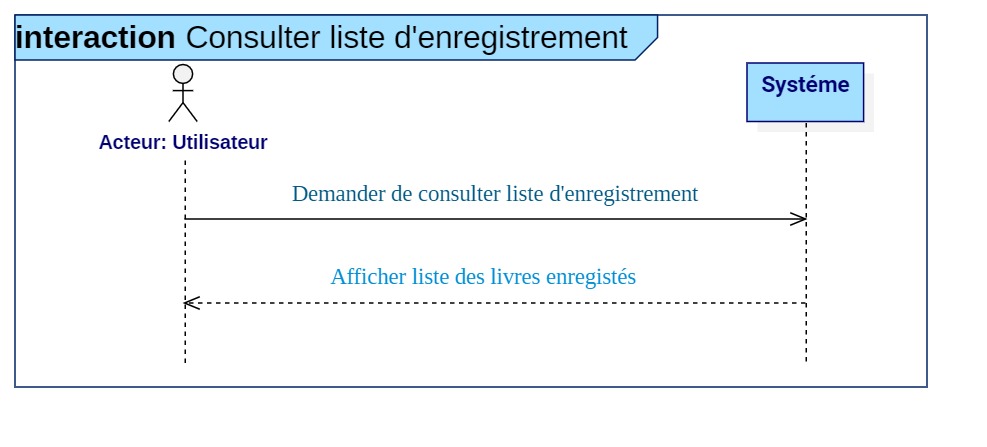 interaction Consulter liste d'enregistrement
Systéme
Acteur: Utilisateur
Demander de consulter liste d'enregistrement
Afficher liste des livres enregistés